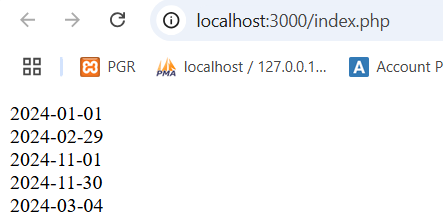 localhost:3000/index.php
PGR
PMA
localhost / 127.0.0.1...
A
Account P
2024-01-01
2024-02-29
2024-11-01
2024-11-30
2024-03-04